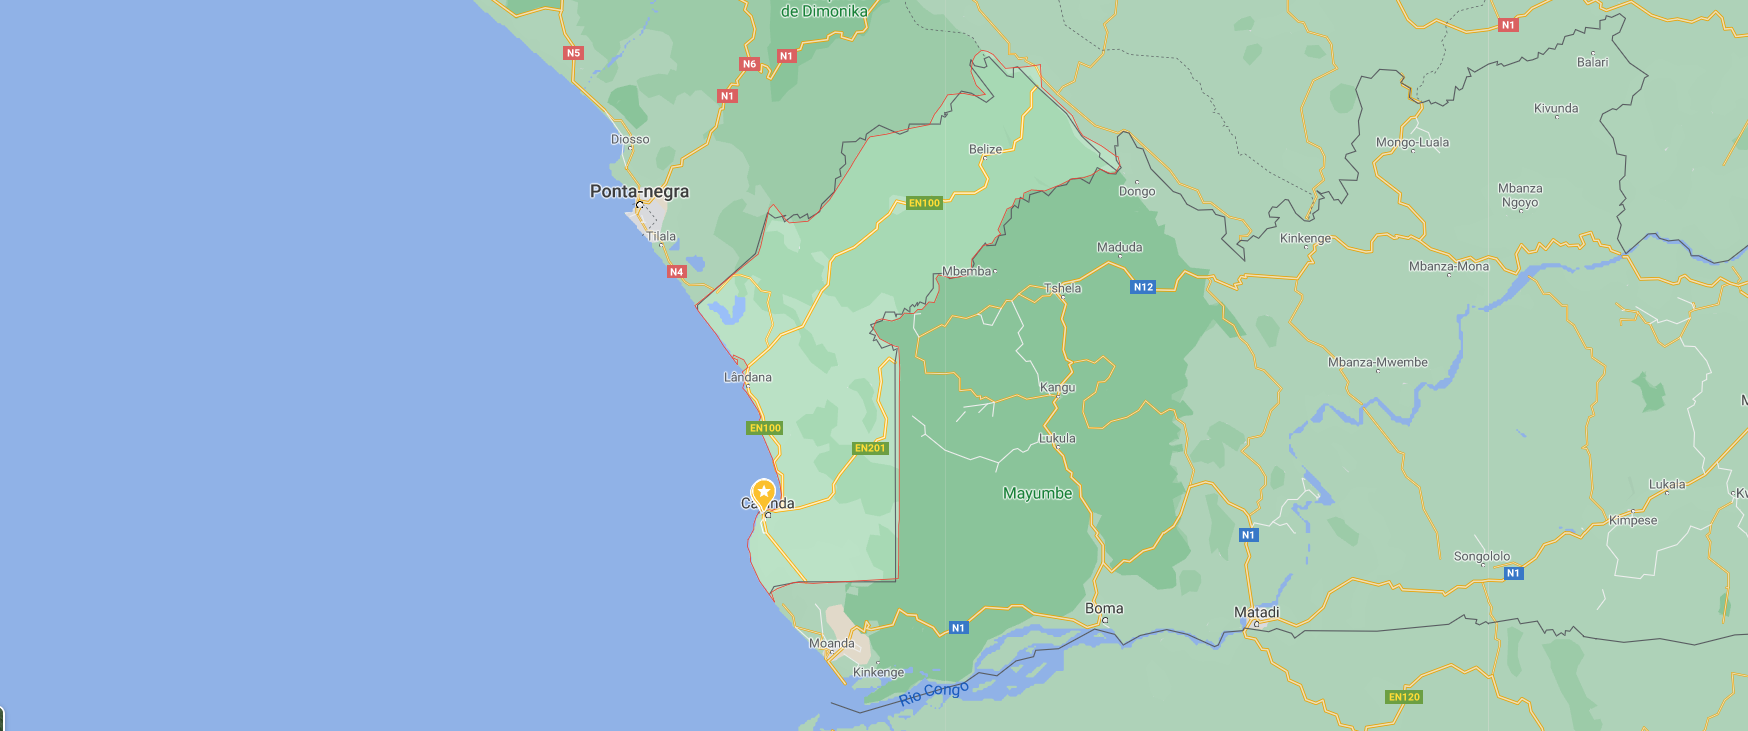 de Dimonika
N1
N5
N1
N6
Balari
N1
Kivunda
Diosso
Mongo-Luala
Belize
Ponta-negra
Dongo
Mbanza
Ngoyo
EN100
Tilala
Kinkenge
Maduda
N4
Mbemba
Mbanza-Mona
Tshela
N12
Mbanza-Mwembe
Lândana
Kangu
EN100
Lukula
EN201
Mayumbe
Lukala
Kimpese
N1
Songololo
N1
Boma
Matadi
N1
Moanda
Kinkenge
Rio Congo
EN120